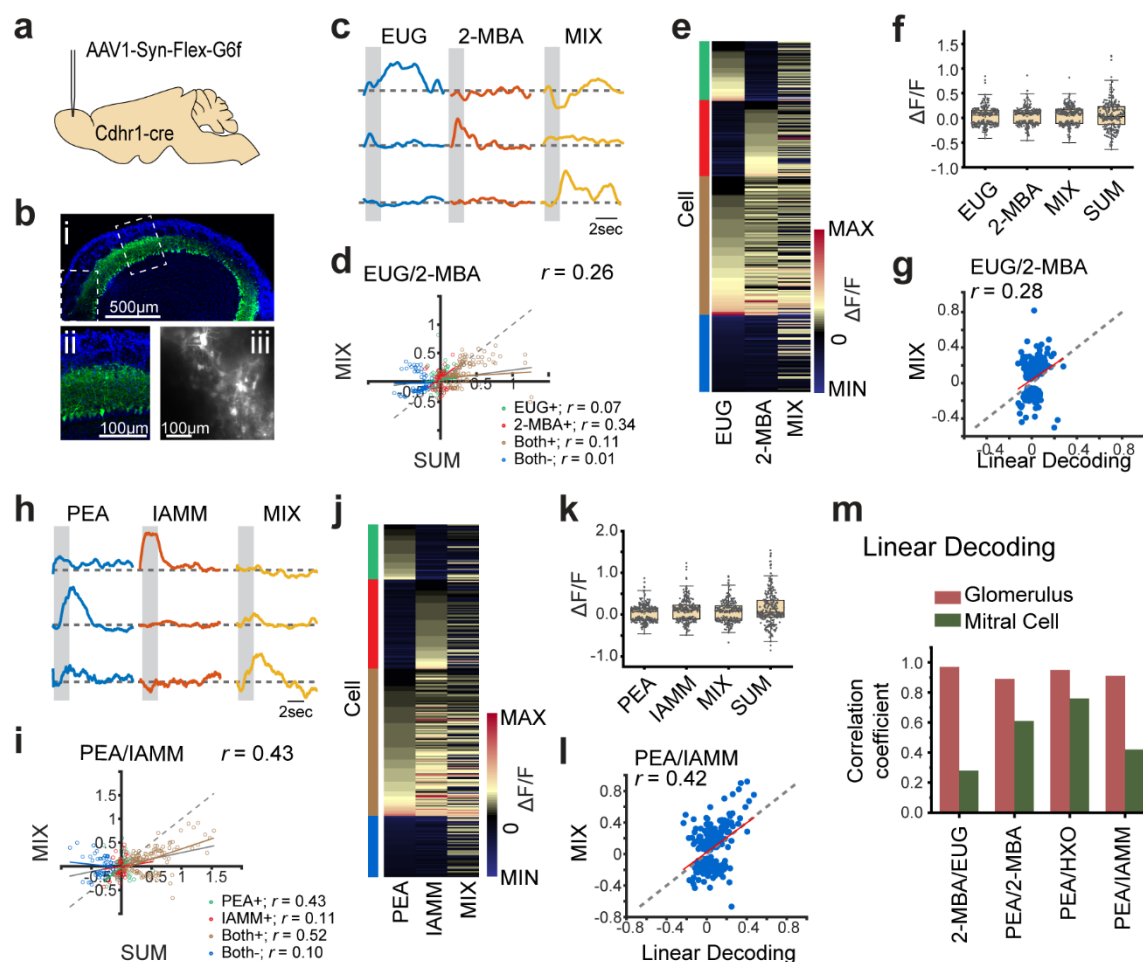 a
AAV1-Syn-Flex-G6f
Cdhr1-cre
b
i
500µm
ii
100µm
iii
100µm
c
EUG 2-MBA MIX
2sec
d
EUG/2-MBA r = 0.26
MIX
1
0.5
-0.5
0.5 1
-0.5
SUM
EUG+; r = 0.07
2-MBA+; r = 0.34
Both+; r = 0.11
Both-; r = 0.01
e
Cell
EUG
2-MBA
MIX
MAX
0
MIN
ΔF/F
f
ΔF/F
1.5
1.0
0.5
0.0
-0.5
-1.0
EUG
2-MBA
MIX
SUM
g
EUG/2-MBA
r = 0.28
MIX
0.8
0.4
0
-0.4
-0.4 0 0.4 0.8
Linear Decoding
h
PEA IAMM MIX
2sec
i
PEA/IAMM r = 0.43
MIX
1.5
1
0.5
-0.5
0.5 1 1.5
-0.5
SUM
PEA+; r = 0.43
IAMM+; r = 0.11
Both+; r = 0.52
Both-; r = 0.10
j
Cell
PEA
IAMM
MIX
MAX
0
MIN
ΔF/F
k
ΔF/F
2.0
1.0
0.0
-1.0
PEA
IAMM
MIX
SUM
l
PEA/IAMM
r = 0.42
MIX
0.8
0.4
0
-0.4
0.8
-0.8 -0.4 0 0.4 0.8
Linear Decoding
m
Linear Decoding
Glomerulus
Mitral Cell
Correlation
coefficient
1.0
0.8
0.6
0.4
0.2
0.0
2-MBA/EUG
PEA/2-MBA
PEA/HXO
PEA/IAMM